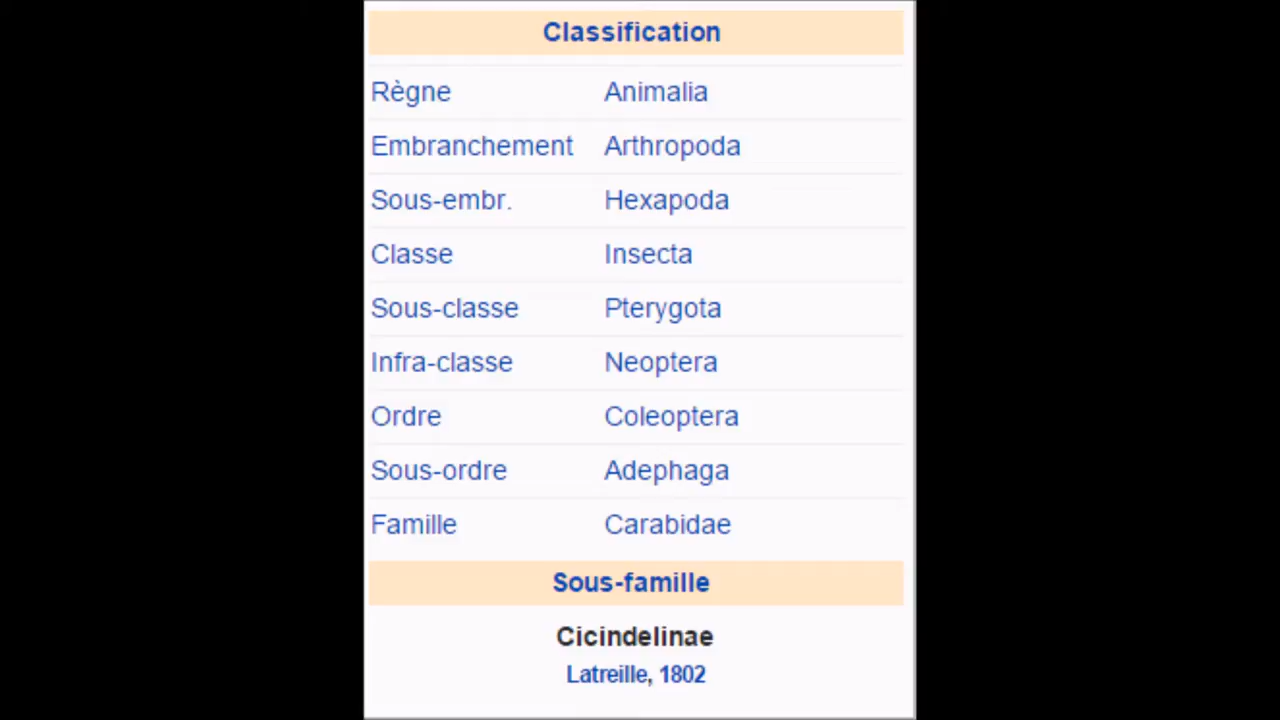 Classification
Règne Animalia
Embranchement Arthropoda
Sous-embr. Hexapoda
Classe Insecta
Sous-classe Pterygota
Infra-classe Neoptera
Ordre Coleoptera
Sous-ordre Adephaga
Famille Carabidae
Sous-famille
Cicindelinae
Latreille, 1802